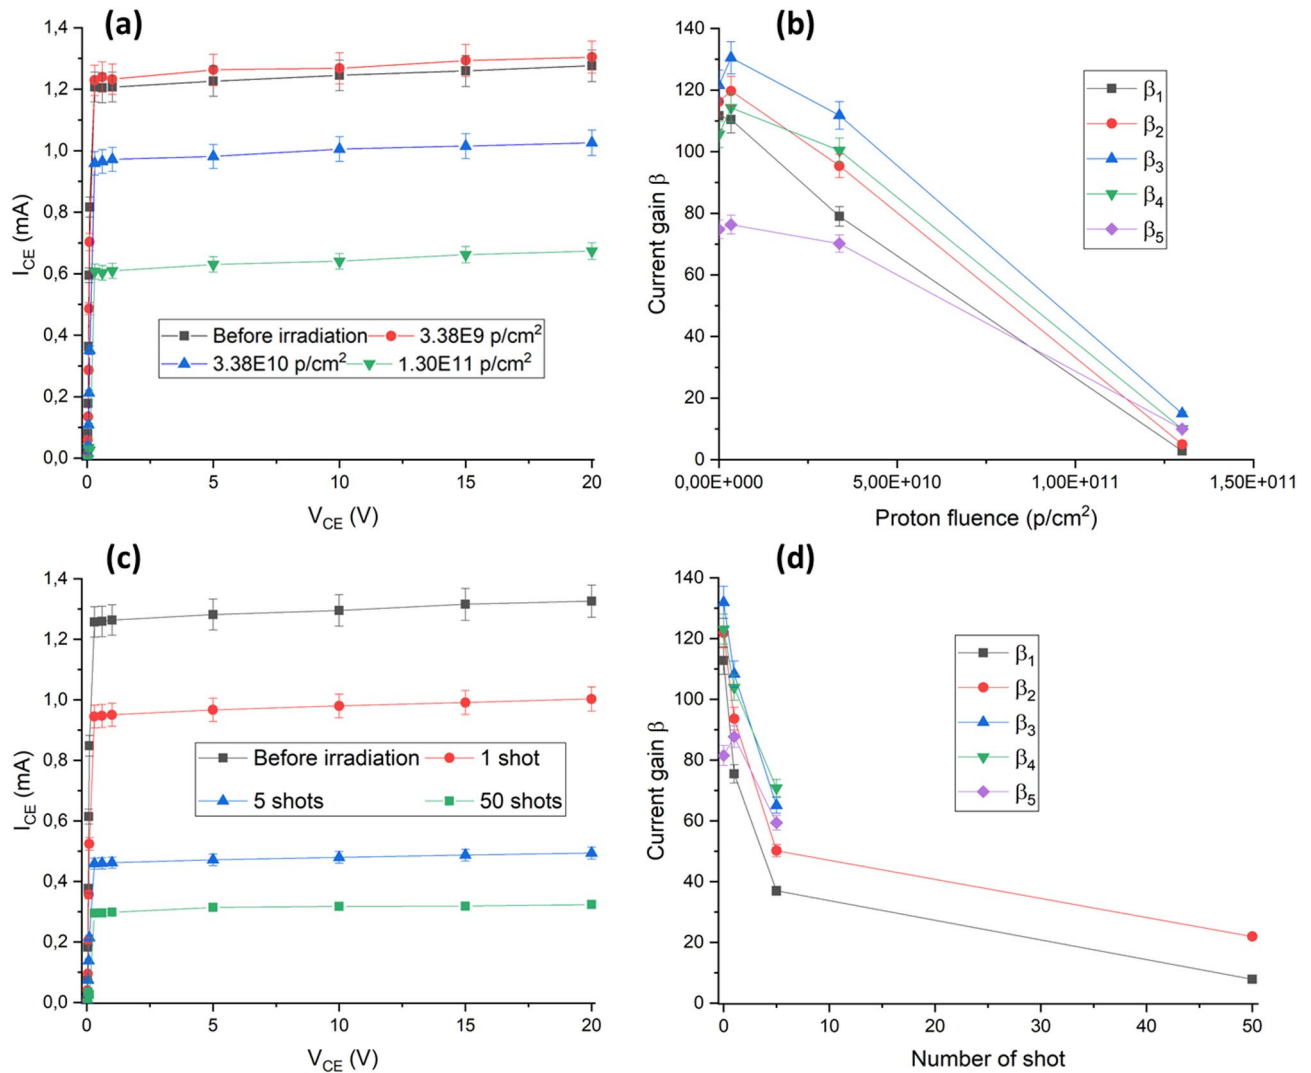 (a)
1,4
1,2
1,0
0,8
0,6
0,4
0,2
0,0
I_CE (mA)
Before irradiation 3.38E9 p/cm²
3.38E10 p/cm² 1.30E11 p/cm²
0 5 10 15 20
V_CE (V)
(b)
140
120
100
80
60
40
20
0
Current gain β
β₁
β₂
β₃
β₄
β₅
0,00E+000 5,00E+010 1,00E+011 1,50E+011
Proton fluence (p/cm²)
(c)
1,4
1,2
1,0
0,8
0,6
0,4
0,2
0,0
I_CE (mA)
Before irradiation 1 shot
5 shots 50 shots
0 5 10 15 20
V_CE (V)
(d)
140
120
100
80
60
40
20
0
Current gain β
β₁
β₂
β₃
β₄
β₅
0 10 20 30 40 50
Number of shot